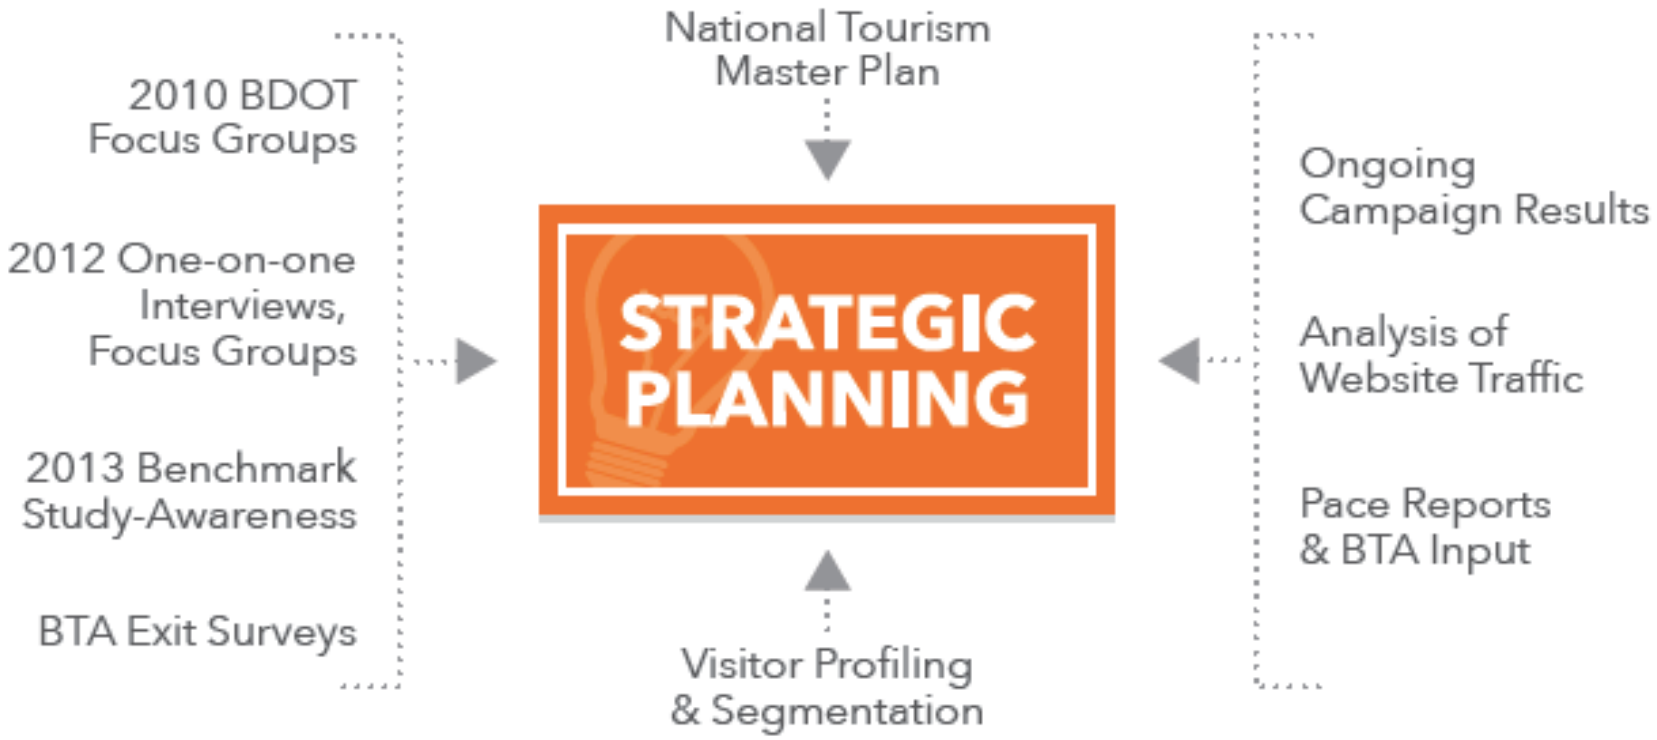 National Tourism
Master Plan
2010 BDOT
Focus Groups
2012 One-on-one
Interviews,
Focus Groups
2013 Benchmark
Study-Awareness
BTA Exit Surveys
STRATEGIC
PLANNING
Ongoing
Campaign Results
Analysis of
Website Traffic
Pace Reports
& BTA Input
Visitor Profiling
& Segmentation